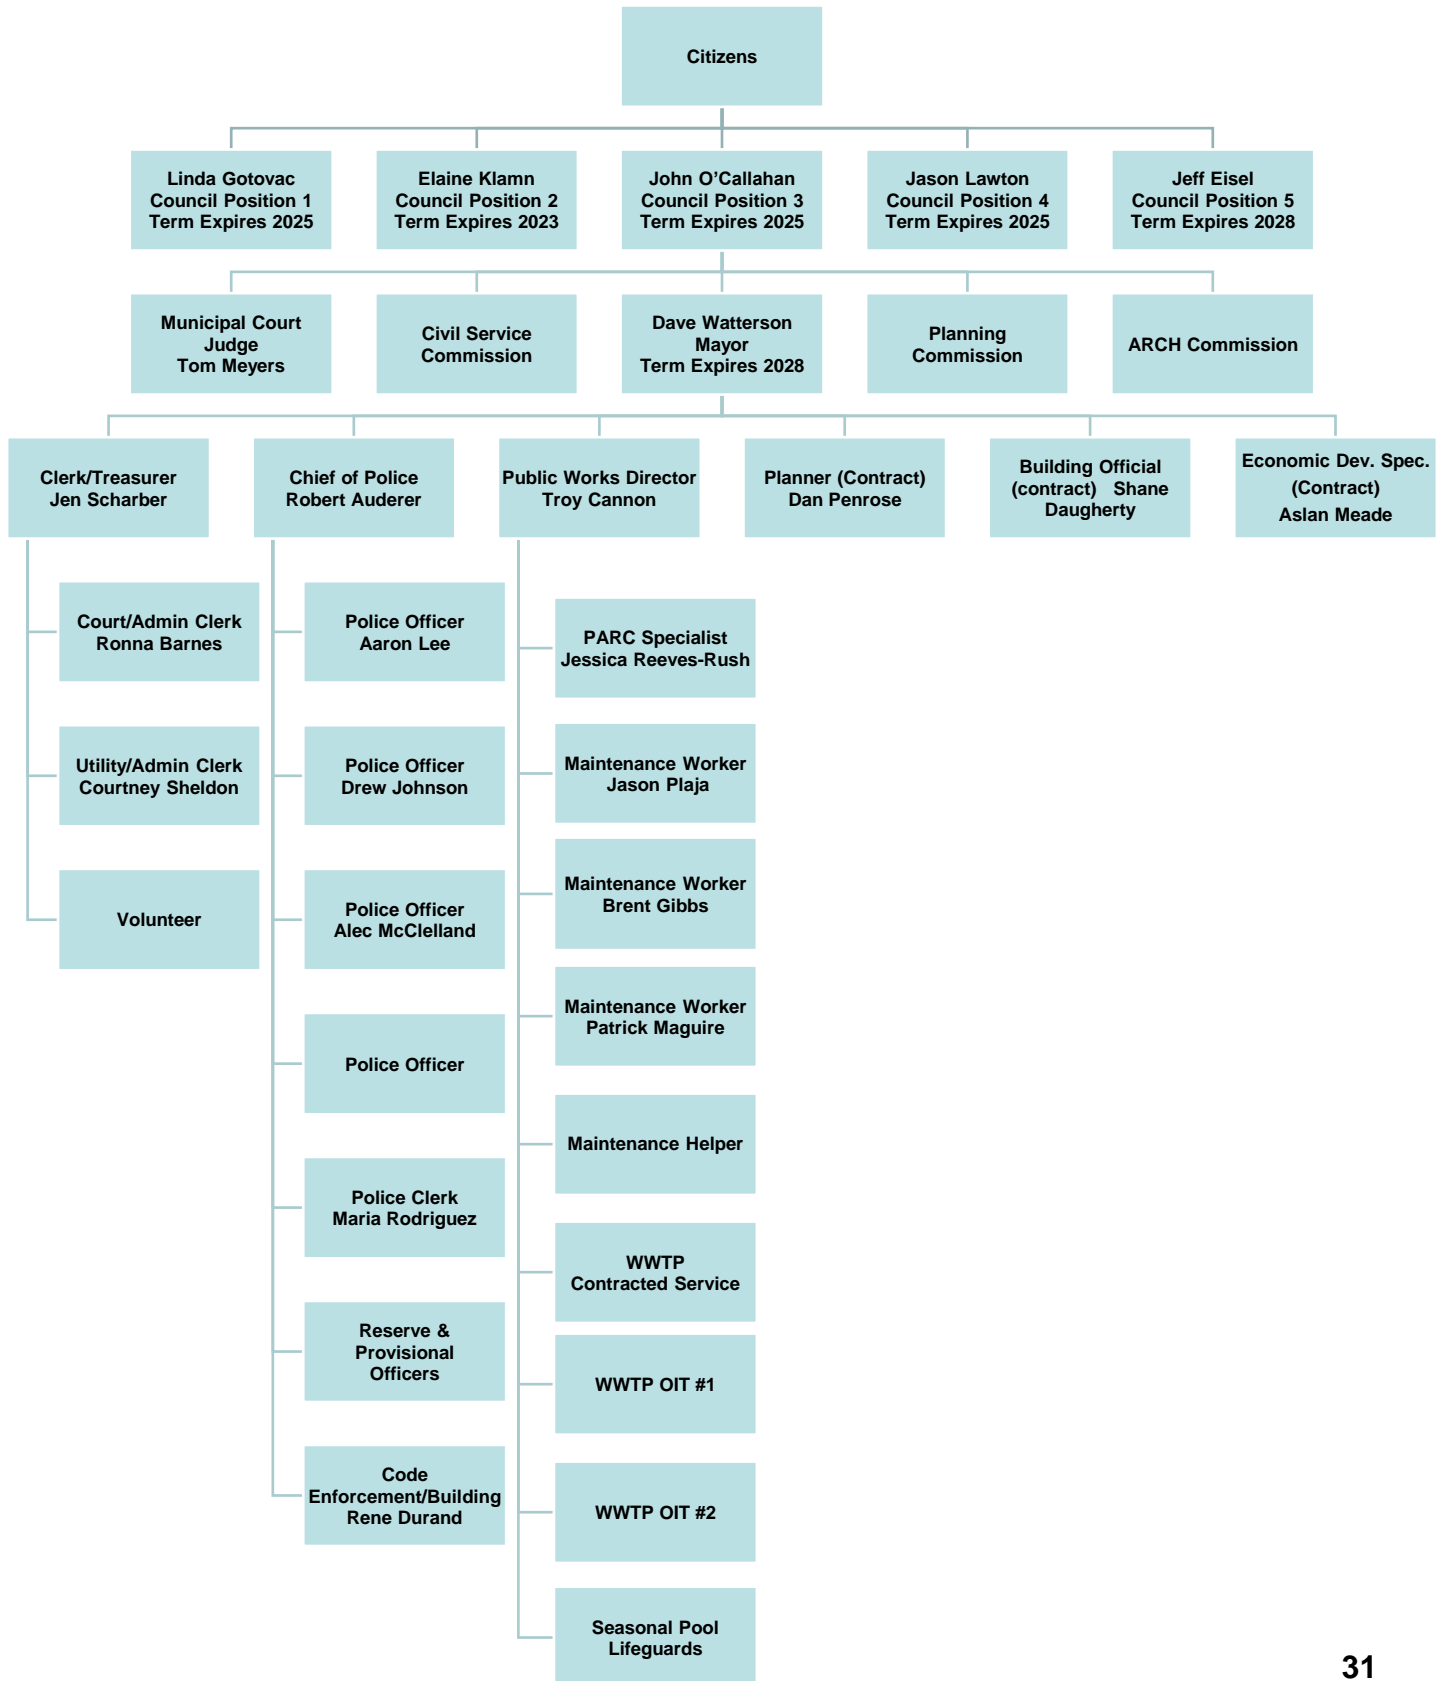 Citizens
Linda Gotovac
Council Position 1
Term Expires 2025
Elaine Klamn
Council Position 2
Term Expires 2023
John O’Callahan
Council Position 3
Term Expires 2025
Jason Lawton
Council Position 4
Term Expires 2025
Jeff Eisel
Council Position 5
Term Expires 2028
Municipal Court
Judge
Tom Meyers
Civil Service
Commission
Dave Watterson
Mayor
Term Expires 2028
Planning
Commission
ARCH Commission
Clerk/Treasurer
Jen Scharber
Chief of Police
Robert Auderer
Public Works Director
Troy Cannon
Planner (Contract)
Dan Penrose
Building Official
(contract) Shane
Daugherty
Economic Dev. Spec.
(Contract)
Aslan Meade
Court/Admin Clerk
Ronna Barnes
Utility/Admin Clerk
Courtney Sheldon
Volunteer
Police Officer
Aaron Lee
Police Officer
Drew Johnson
Police Officer
Alec McClelland
Police Officer
Police Clerk
Maria Rodriguez
Reserve &
Provisional
Officers
Code
Enforcement/Building
Rene Durand
PARC Specialist
Jessica Reeves-Rush
Maintenance Worker
Jason Plaja
Maintenance Worker
Brent Gibbs
Maintenance Worker
Patrick Maguire
Maintenance Helper
WWTP
Contracted Service
WWTP OIT #1
WWTP OIT #2
Seasonal Pool
Lifeguards
31